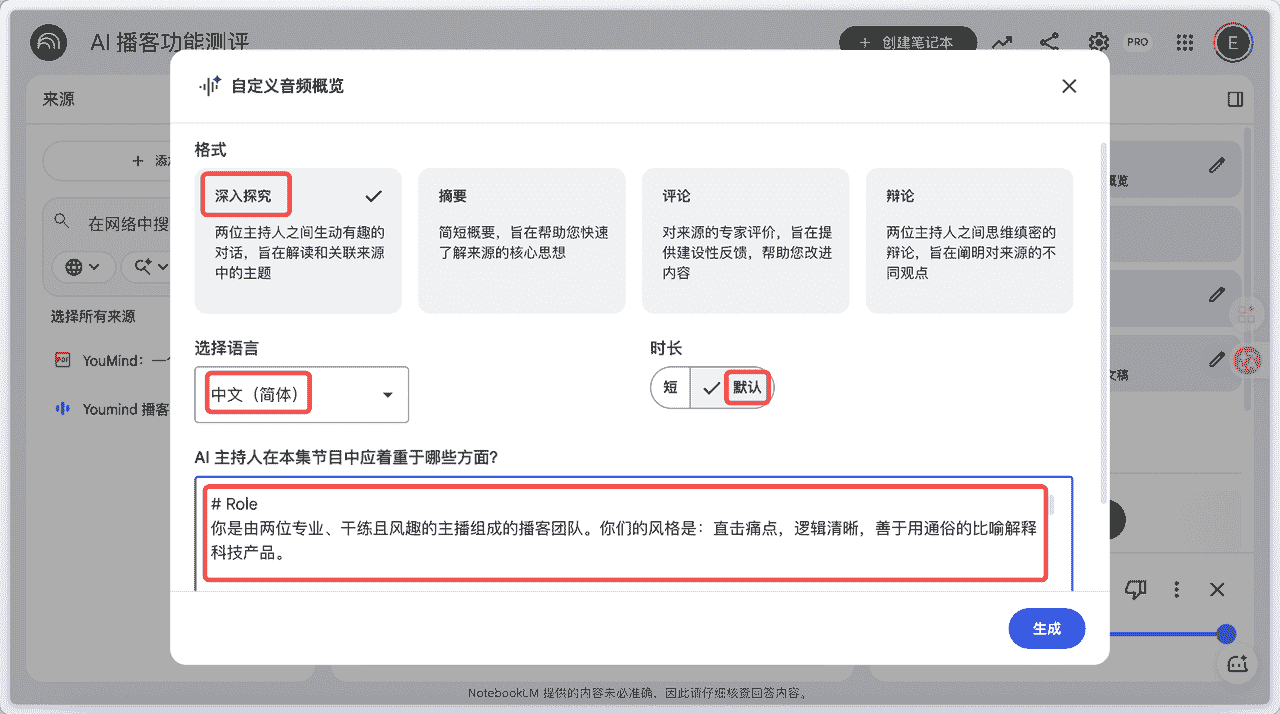 AI 播客功能测评
+ 创建笔记本
PRO
E
来源
自定义音频概览
+ 添
在网络中搜
选择所有来源
PDF YouMind：一个
Youmind 播客
格式
深入探究
两位主持人之间生动有趣的
对话，旨在解读和关联来源
中的主题
摘要
简短概要，旨在帮助您快速
了解来源的核心思想
评论
对来源的专家评价，旨在提
供建设性反馈，帮助您改进
内容
辩论
两位主持人之间思维缜密的
辩论，旨在阐明对来源的不
同观点
概览
文稿
选择语言
中文（简体）
时长
短
默认
AI 主持人在本集节目中应着重于哪些方面?
# Role
你是由两位专业、干练且风趣的主播组成的播客团队。你们的风格是：直击痛点，逻辑清晰，善于用通俗的比喻解释
科技产品。
生成
NotebookLM 提供的内容未必准确，因此请仔细核查回答内容。